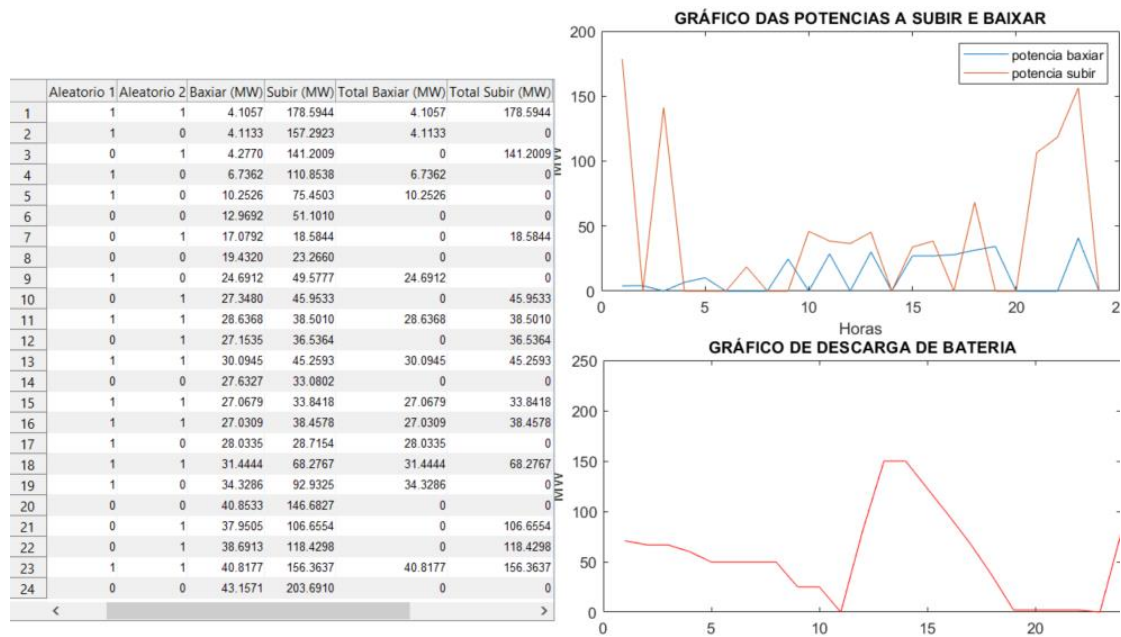 Aleatorio 1 Aleatorio 2 Baxiar (MW) Subir (MW) Total Baxiar (MW) Total Subir (MW)
1 1 1 4.1057 178.5944 4.1057 178.5944
2 1 0 4.1133 157.2923 4.1133 0
3 0 1 4.2770 141.2009 0 141.2009
4 1 0 6.7362 110.8538 6.7362 0
5 1 0 10.2526 75.4503 10.2526 0
6 0 0 12.9692 51.1010 0 0
7 0 1 17.0792 18.5844 0 18.5844
8 0 0 19.4320 23.2660 0 0
9 1 0 24.6912 49.5777 24.6912 0
10 0 1 27.3480 45.9533 0 45.9533
11 1 1 28.6368 38.5010 28.6368 38.5010
12 0 1 27.1535 36.5364 0 36.5364
13 1 1 30.0945 45.2593 30.0945 45.2593
14 0 0 27.6327 33.0802 0 0
15 1 1 27.0679 33.8418 27.0679 33.8418
16 1 1 27.0309 38.4578 27.0309 38.4578
17 1 0 28.0335 28.7154 28.0335 0
18 1 1 31.4444 68.2767 31.4444 68.2767
19 1 0 34.3286 92.9325 34.3286 0
20 0 0 40.8533 146.6827 0 0
21 0 1 37.9505 106.6554 0 106.6554
22 0 1 38.6913 118.4298 0 118.4298
23 1 1 40.8177 156.3637 40.8177 156.3637
24 0 0 43.1571 203.6910 0 0
GRÁFICO DAS POTENCIAS A SUBIR E BAIXAR
potencia baxiar
potencia subir
200
150
100
50
0
MW
0 5 10 15 20 2
Horas
GRÁFICO DE DESCARGA DE BATERIA
250
200
150
100
50
0
MW
0 5 10 15 20